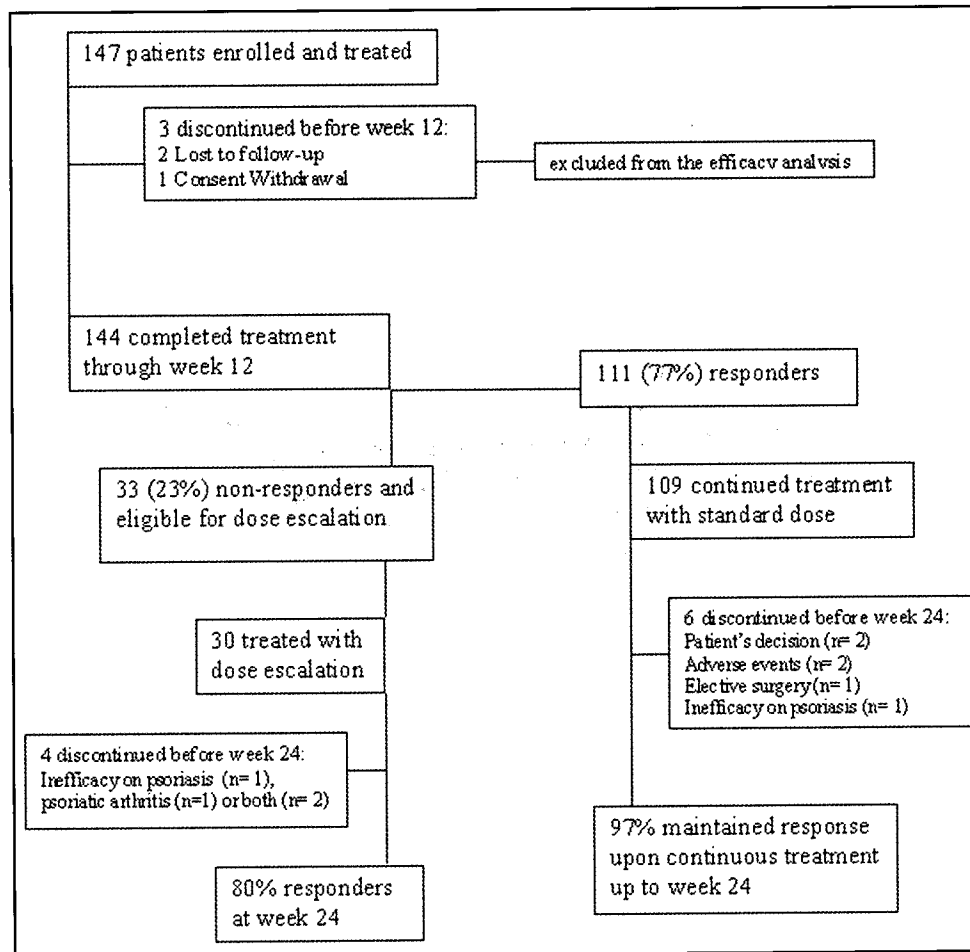 147 patients enrolled and treated
3 discontinued before week 12:
2 Lost to follow-up
1 Consent Withdrawal
excluded from the efficacy analysis
144 completed treatment
through week 12
111 (77%) responders
33 (23%) non-responders and
eligible for dose escalation
109 continued treatment
with standard dose
30 treated with
dose escalation
6 discontinued before week 24:
Patient's decision (n= 2)
Adverse events (n= 2)
Elective surgery (n= 1)
Inefficacy on psoriasis (n= 1)
4 discontinued before week 24:
Inefficacy on psoriasis (n= 1),
psoriatic arthritis (n=1) or both (n= 2)
80% responders
at week 24
97% maintained response
upon continuous treatment
up to week 24